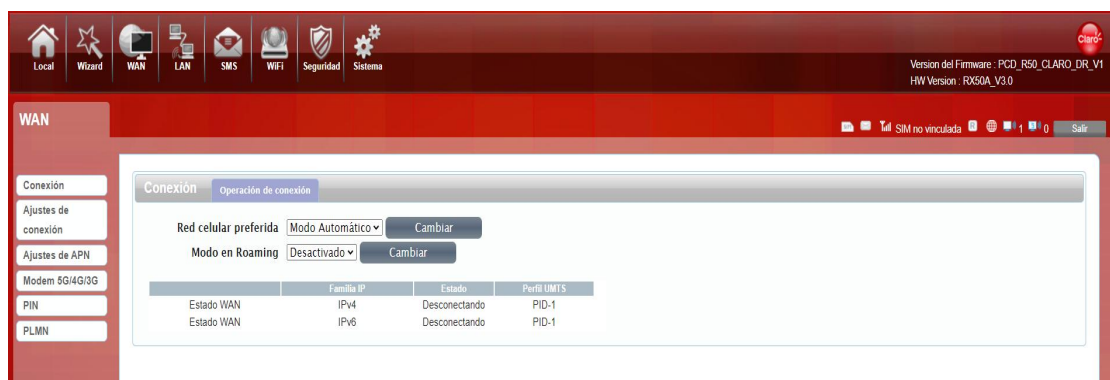 Local Wizard WAN LAN SMS WiFi Seguridad Sistema
Claro-
Version del Firmware : PCD_R50_CLARO_DR_V1
HW Version : RX50A_V3.0
WAN
SIM no vinculada R 1 0 Salir
Conexión
Ajustes de
conexión
Ajustes de APN
Modem 5G/4G/3G
PIN
PLMN
Conexión Operación de conexión
Red celular preferida Modo Automático Cambiar
Modo en Roaming Desactivado Cambiar
Familia IP Estado Perfil UMTS
Estado WAN IPv4 Desconectando PID-1
Estado WAN IPv6 Desconectando PID-1